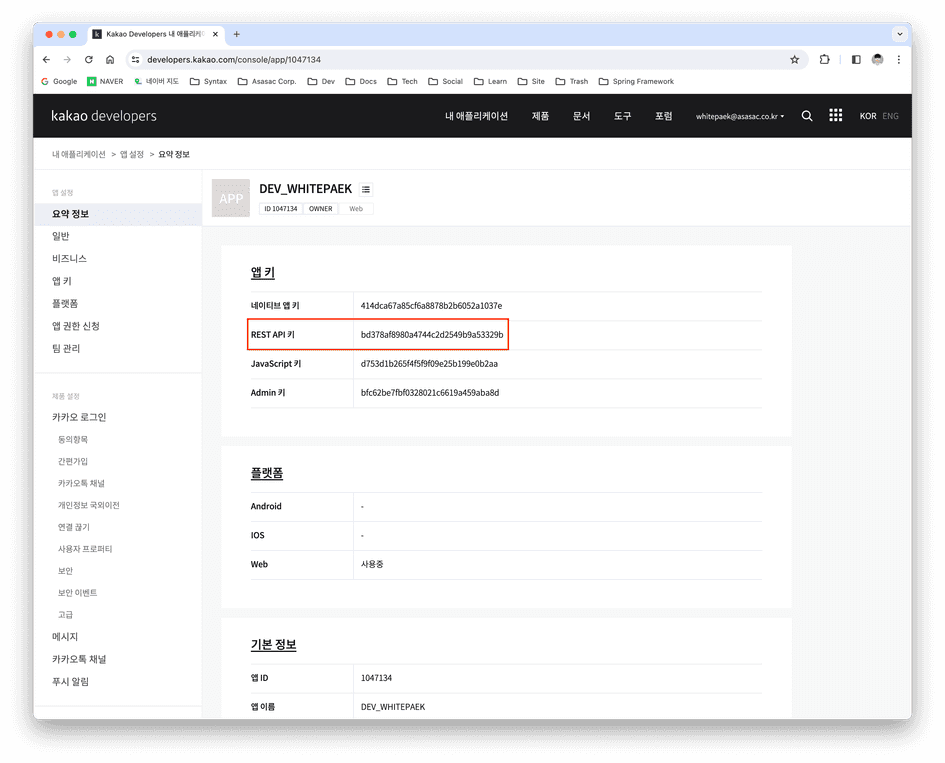 Kakao Developers 내 애플리케이
developers.kakao.com/console/app/1047134
Google NAVER 네이버 지도 Syntax Asasac Corp. Dev Docs Tech Social Learn Site Trash Spring Framework
kakao developers 내 애플리케이션 제품 문서 도구 포럼 whitepaek@asasac.co.kr KOR ENG
내 애플리케이션 > 앱 설정 > 요약 정보
앱 설정
요약 정보
일반
비즈니스
앱 키
플랫폼
앱 권한 신청
팀 관리
제품 설정
카카오 로그인
동의항목
간편가입
카카오톡 채널
개인정보 국외이전
연결 끊기
사용자 프로퍼티
보안
보안 이벤트
고급
메시지
카카오톡 채널
푸시 알림
APP
DEV_WHITEPAEK
ID 1047134 OWNER Web
앱 키
네이티브 앱 키 414dca67a85cf6a8878b2b6052a1037e
REST API 키 bd378af8980a4744c2d2549b9a53329b
JavaScript 키 d753d1b265f4f5f9f09e25b199e0b2aa
Admin 키 bfc62be7fbf0328021c6619a459aba8d
플랫폼
Android -
IOS -
Web 사용중
기본 정보
앱 ID 1047134
앱 이름 DEV_WHITEPAEK